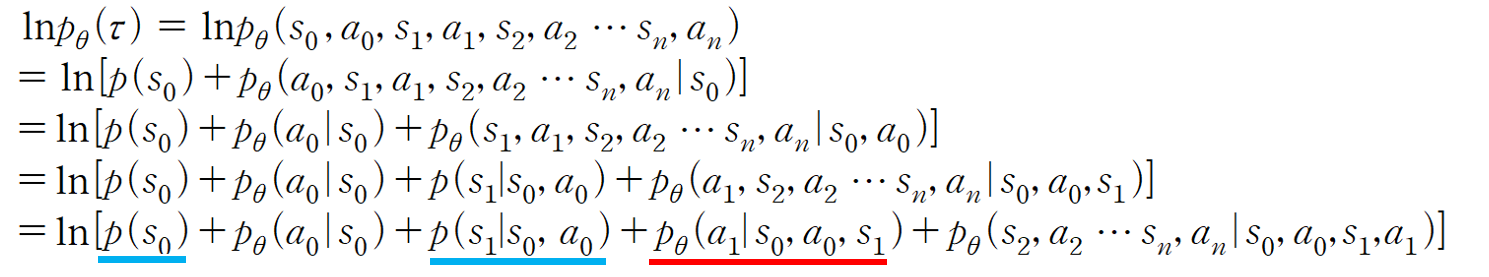 lnp_θ(τ) = lnp_θ(s_0, a_0, s_1, a_1, s_2, a_2 ⋯ s_n, a_n)
= ln[p(s_0)+p_θ(a_0, s_1, a_1, s_2, a_2 ⋯ s_n, a_n|s_0)]
=ln[p(s_0)+p_θ(a_0|s_0)+p_θ(s_1, a_1, s_2, a_2 ⋯ s_n, a_n|s_0, a_0)]
=ln[p(s_0)+p_θ(a_0|s_0)+p(s_1|s_0, a_0)+p_θ(a_1, s_2, a_2 ⋯ s_n, a_n|s_0, a_0,s_1)]
=ln[p(s_0)+p_θ(a_0|s_0)+p(s_1|s_0, a_0)+p_θ(a_1|s_0, a_0, s_1)+p_θ(s_2, a_2 ⋯ s_n, a_n|s_0, a_0,s_1,a_1)]